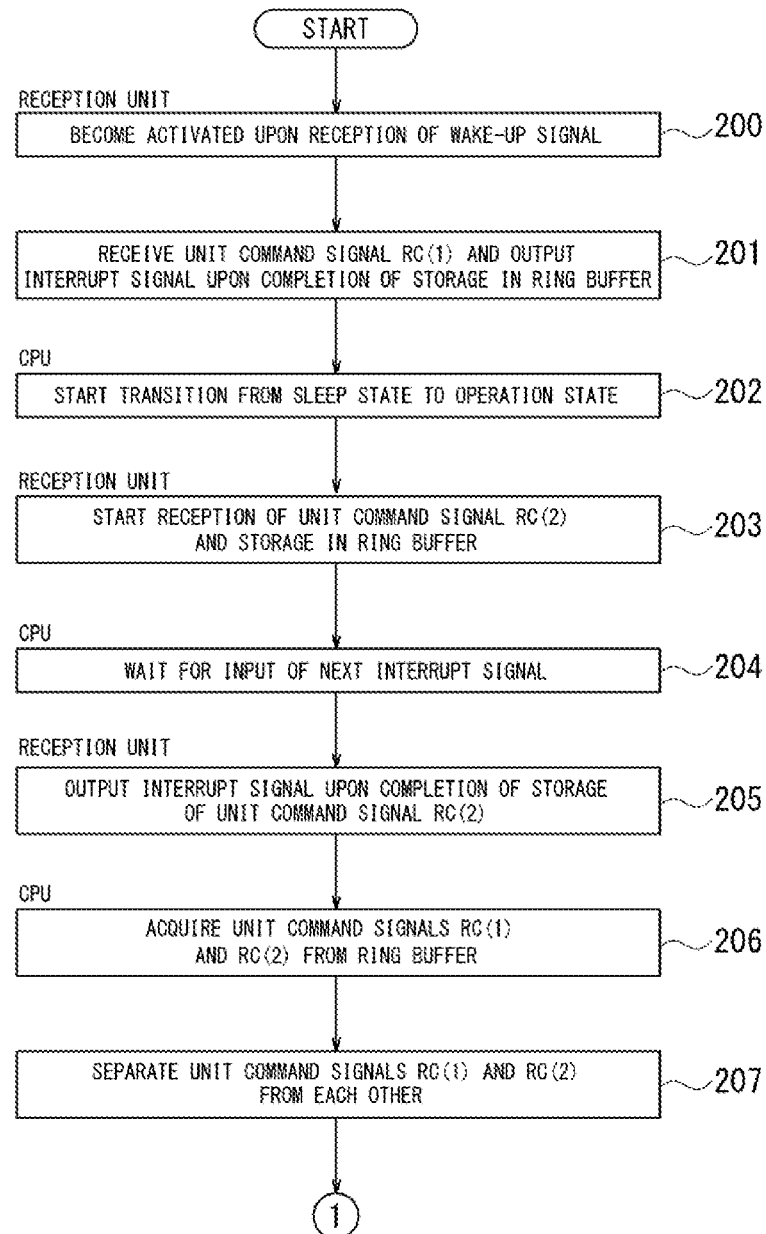 START
RECEPTION UNIT
BECOME ACTIVATED UPON RECEPTION OF WAKE-UP SIGNAL
200
RECEIVE UNIT COMMAND SIGNAL RC(1) AND OUTPUT
INTERRUPT SIGNAL UPON COMPLETION OF STORAGE IN RING BUFFER
201
CPU
START TRANSITION FROM SLEEP STATE TO OPERATION STATE
202
RECEPTION UNIT
START RECEPTION OF UNIT COMMAND SIGNAL RC(2)
AND STORAGE IN RING BUFFER
203
CPU
WAIT FOR INPUT OF NEXT INTERRUPT SIGNAL
204
RECEPTION UNIT
OUTPUT INTERRUPT SIGNAL UPON COMPLETION OF STORAGE
OF UNIT COMMAND SIGNAL RC(2)
205
CPU
ACQUIRE UNIT COMMAND SIGNALS RC(1)
AND RC(2) FROM RING BUFFER
206
SEPARATE UNIT COMMAND SIGNALS RC(1) AND RC(2)
FROM EACH OTHER
207
1